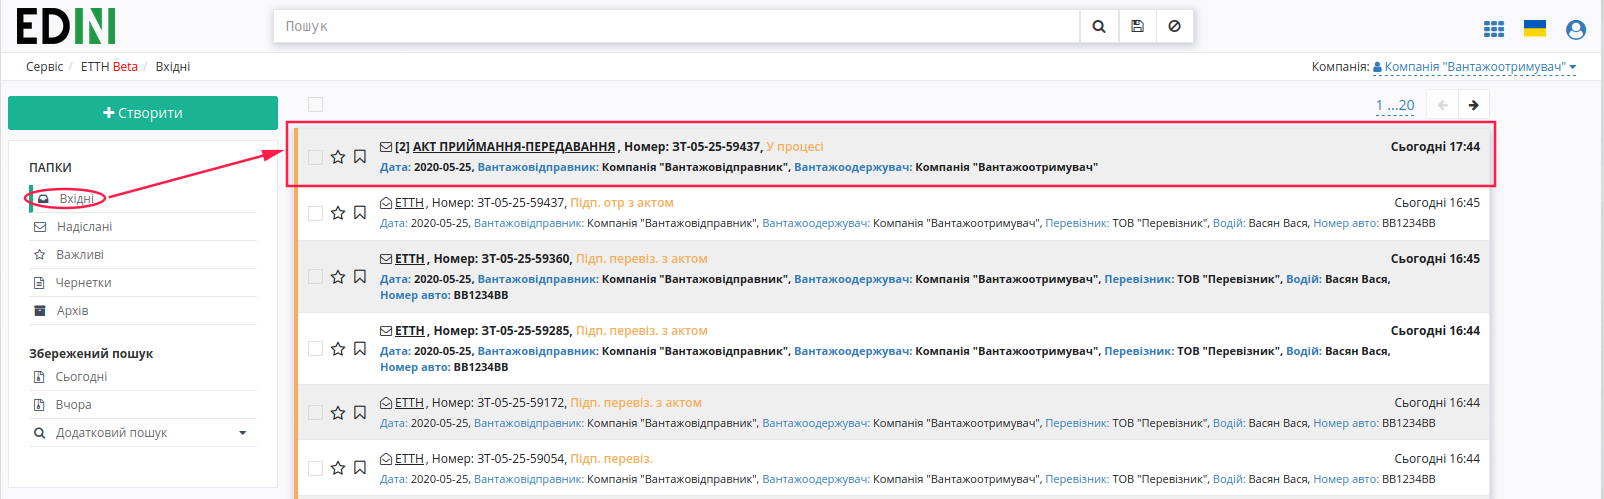 EDIN
Пошук
Сервіс / ЕТТН Beta / Вхідні
Компанія: Компанія "Вантажоотримувач"
Створити
1 ...20
ПАПКИ
Вхідні
Надіслані
Важливі
Чернетки
Архів
Збережений пошук
Сьогодні
Вчора
Додатковий пошук
[2] АКТ ПРИЙМАННЯ-ПЕРЕДАВАННЯ , Номер: ЗТ-05-25-59437, У процесі Сьогодні 17:44
Дата: 2020-05-25, Вантажовідправник: Компанія "Вантажовідправник", Вантажоодержувач: Компанія "Вантажоотримувач"
ЕТТН , Номер: ЗТ-05-25-59437, Підп. отр з актом Сьогодні 16:45
Дата: 2020-05-25, Вантажовідправник: Компанія "Вантажовідправник", Вантажоодержувач: Компанія "Вантажоотримувач", Перевізник: ТОВ "Перевізник", Водій: Васян Вася, Номер авто: ВВ1234ВВ
ЕТТН , Номер: ЗТ-05-25-59360, Підп. перевіз. з актом Сьогодні 16:45
Дата: 2020-05-25, Вантажовідправник: Компанія "Вантажовідправник", Вантажоодержувач: Компанія "Вантажоотримувач", Перевізник: ТОВ "Перевізник", Водій: Васян Вася,
Номер авто: ВВ1234ВВ
ЕТТН , Номер: ЗТ-05-25-59285, Підп. перевіз. з актом Сьогодні 16:44
Дата: 2020-05-25, Вантажовідправник: Компанія "Вантажовідправник", Вантажоодержувач: Компанія "Вантажоотримувач", Перевізник: ТОВ "Перевізник", Водій: Васян Вася,
Номер авто: ВВ1234ВВ
ЕТТН , Номер: ЗТ-05-25-59172, Підп. перевіз. з актом Сьогодні 16:44
Дата: 2020-05-25, Вантажовідправник: Компанія "Вантажовідправник", Вантажоодержувач: Компанія "Вантажоотримувач", Перевізник: ТОВ "Перевізник", Водій: Васян Вася, Номер авто: ВВ1234ВВ
ЕТТН , Номер: ЗТ-05-25-59054, Підп. перевіз. Сьогодні 16:44
Дата: 2020-05-25, Вантажовідправник: Компанія "Вантажовідправник", Вантажоодержувач: Компанія "Вантажоотримувач", Перевізник: ТОВ "Перевізник", Водій: Васян Вася, Номер авто: ВВ1234ВВ